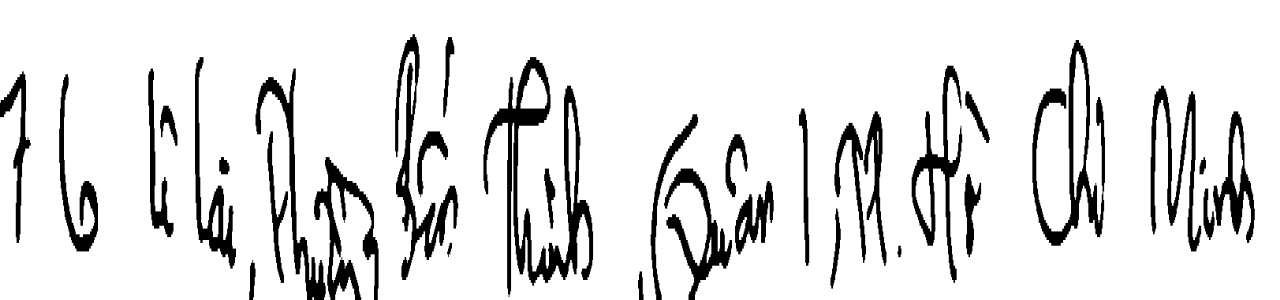 76 Lê Lai, Phường Bến Thành, Quận 1, TP. Hồ Chí Minh